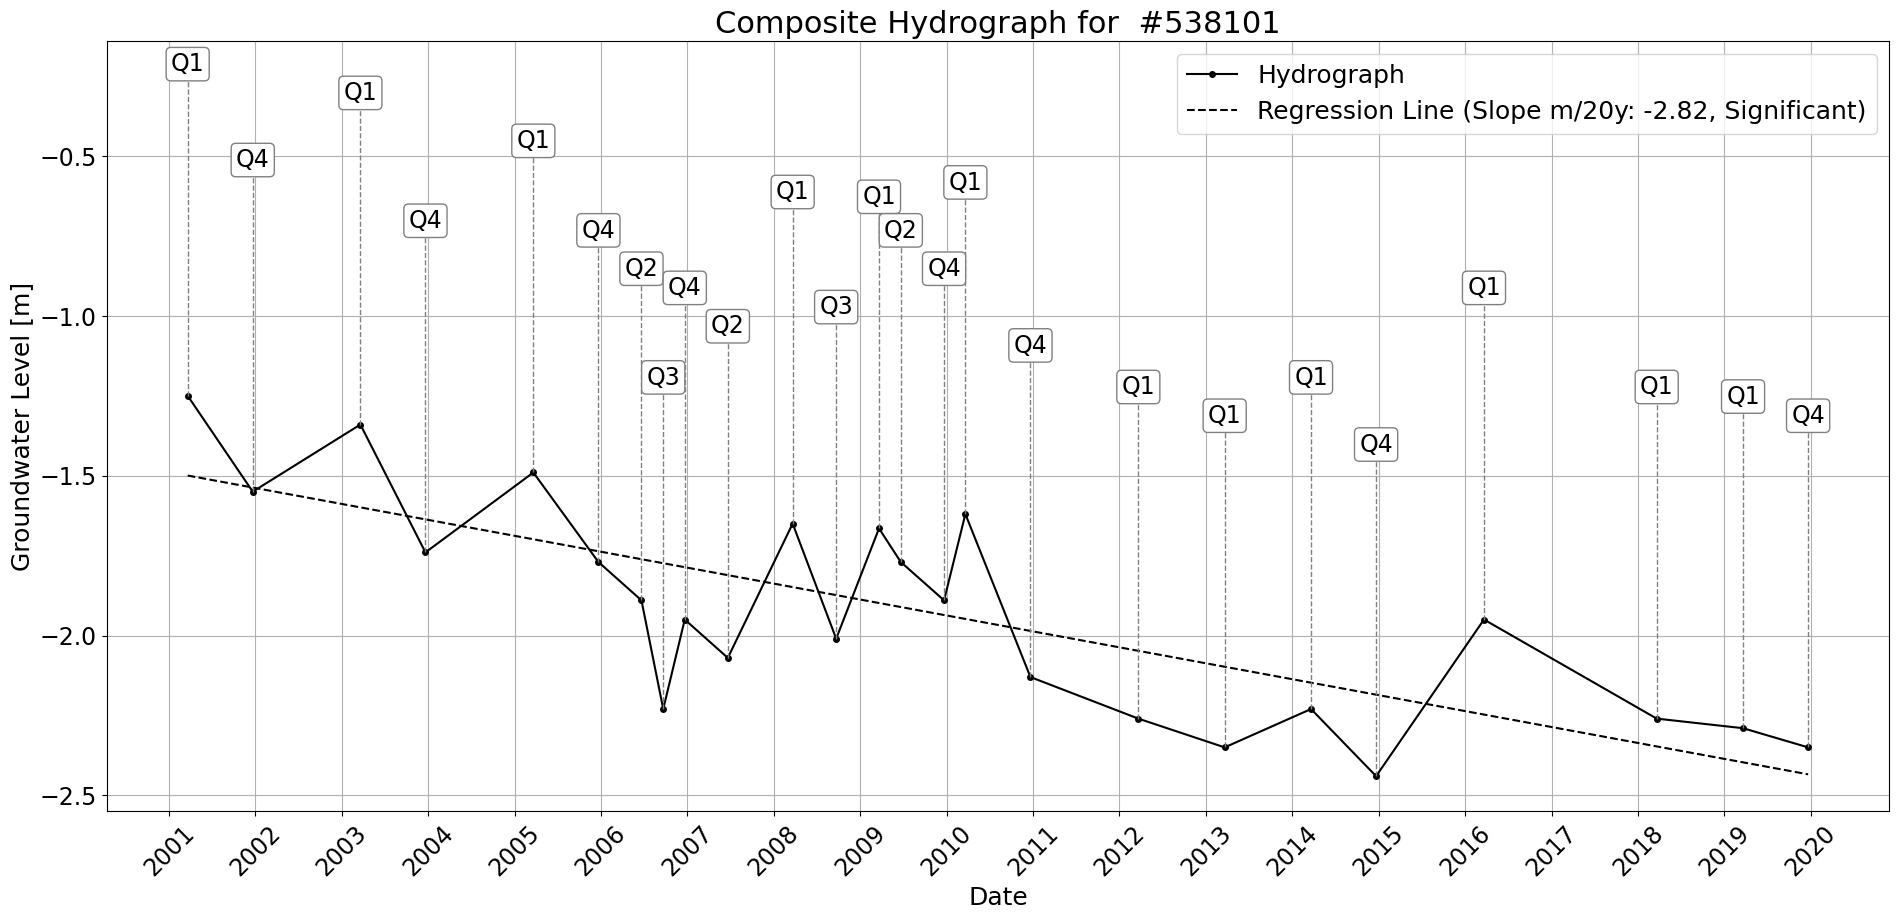 Composite Hydrograph for  #538101
Hydrograph
Regression Line (Slope m/20y: -2.82, Significant)
Groundwater Level [m]
−0.5
−1.0
−1.5
−2.0
−2.5
Q1
Q4
Q1
Q4
Q1
Q4
Q2
Q3
Q4
Q2
Q1
Q3
Q1
Q2
Q4
Q1
Q4
Q1
Q1
Q1
Q4
Q1
Q1
Q1
Q4
2001
2002
2003
2004
2005
2006
2007
2008
2009
2010
2011
2012
2013
2014
2015
2016
2017
2018
2019
2020
Date